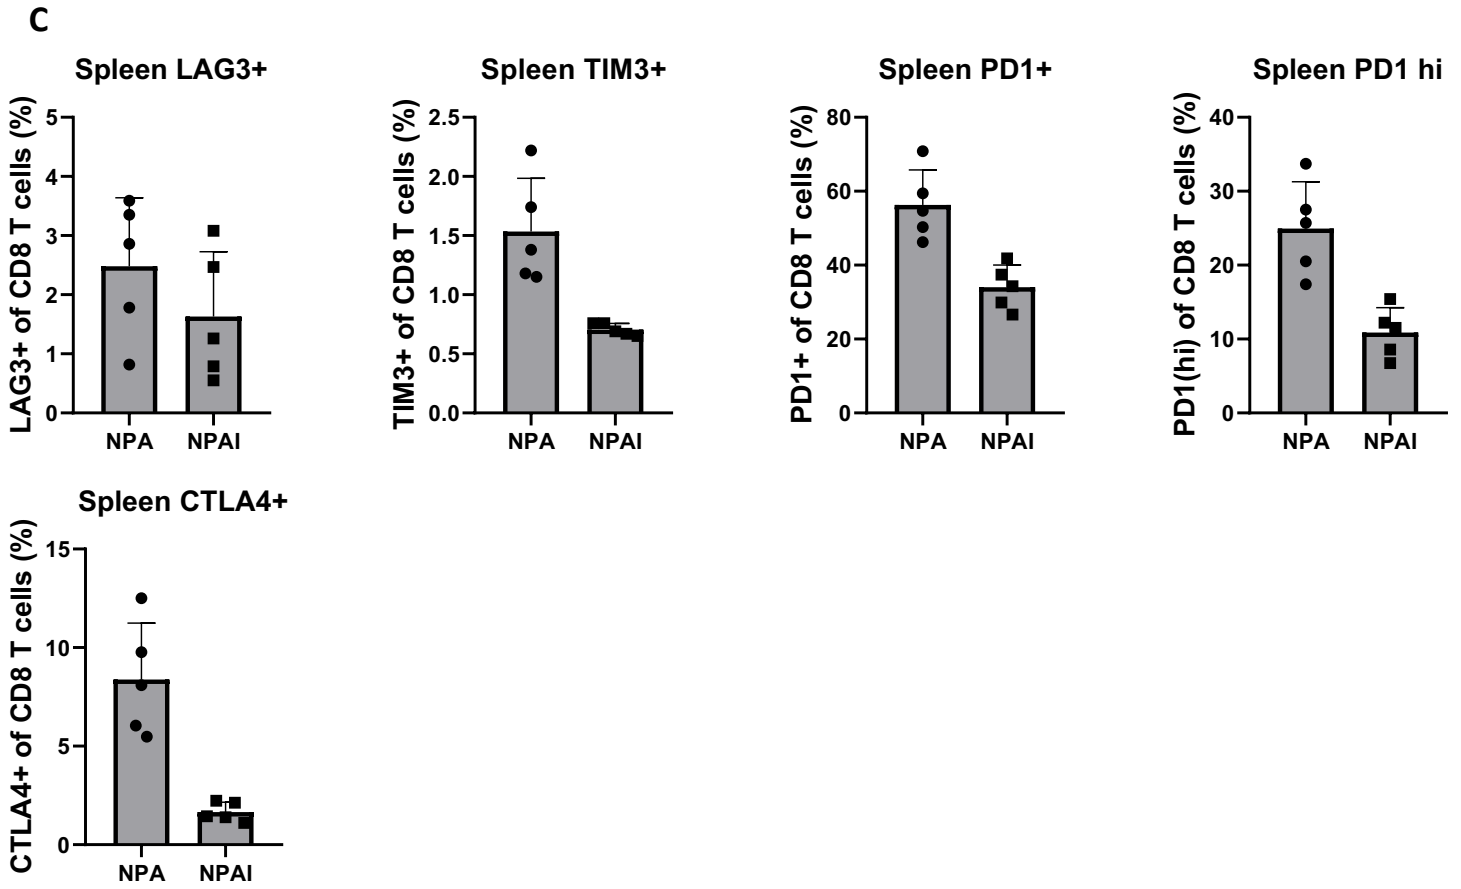 C
Spleen LAG3+
LAG3+ of CD8 T cells (%)
5
4
3
2
1
0
NPA NPAI
Spleen TIM3+
TIM3+ of CD8 T cells (%)
2.5
2.0
1.5
1.0
0.5
0.0
NPA NPAI
Spleen PD1+
PD1+ of CD8 T cells (%)
80
60
40
20
0
NPA NPAI
Spleen PD1 hi
PD1(hi) of CD8 T cells (%)
40
30
20
10
0
NPA NPAI
Spleen CTLA4+
CTLA4+ of CD8 T cells (%)
15
10
5
0
NPA NPAI